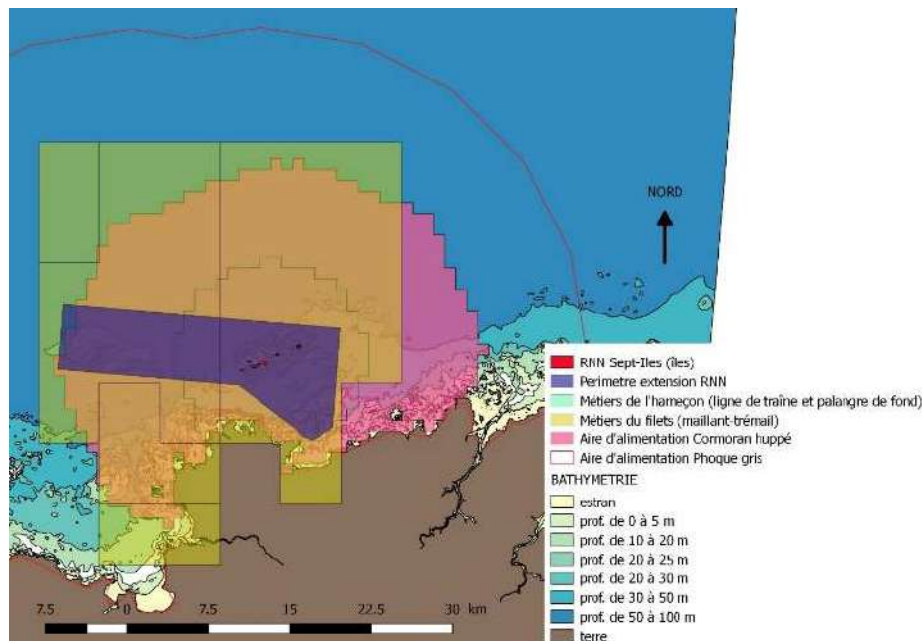 NORD
RNN Sept-Iles (îles)
Perimetre extension RNN
Métiers de l'hameçon (ligne de traîne et palangre de fond)
Métiers du filets (maillant-trémail)
Aire d'alimentation Cormoran huppé
Aire d'alimentation Phoque gris
BATHYMETRIE
estran
prof. de 0 à 5 m
prof. de 10 à 20 m
prof. de 20 à 25 m
prof. de 20 à 30 m
prof. de 30 à 50 m
prof. de 50 à 100 m
terre
7.5 0 7.5 15 22.5 30 km